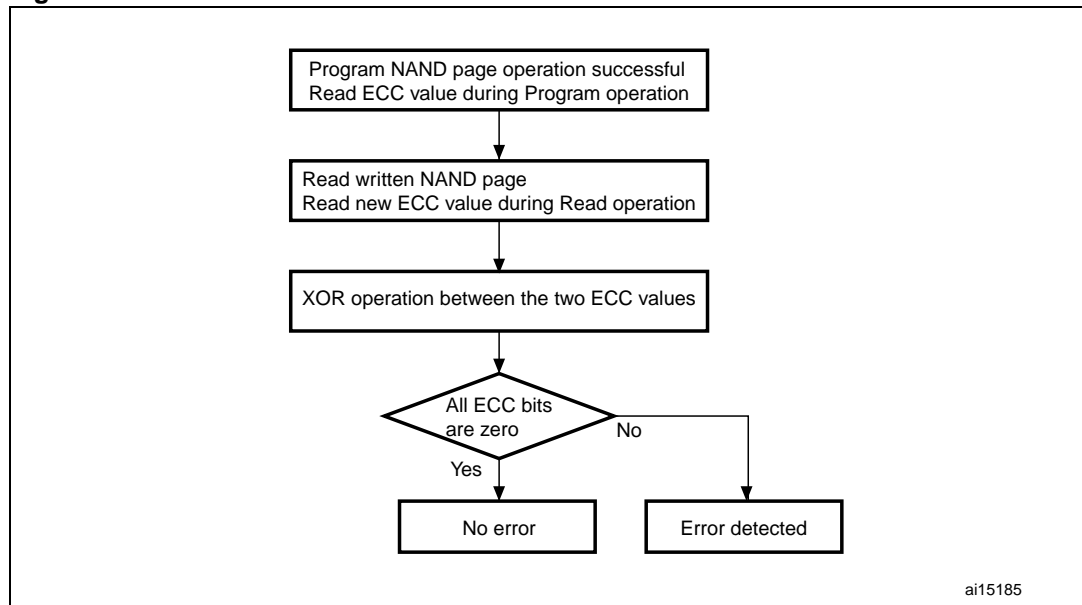 Program NAND page operation successful
Read ECC value during Program operation
Read written NAND page
Read new ECC value during Read operation
XOR operation between the two ECC values
All ECC bits
are zero
No
Yes
No error
Error detected
ai15185